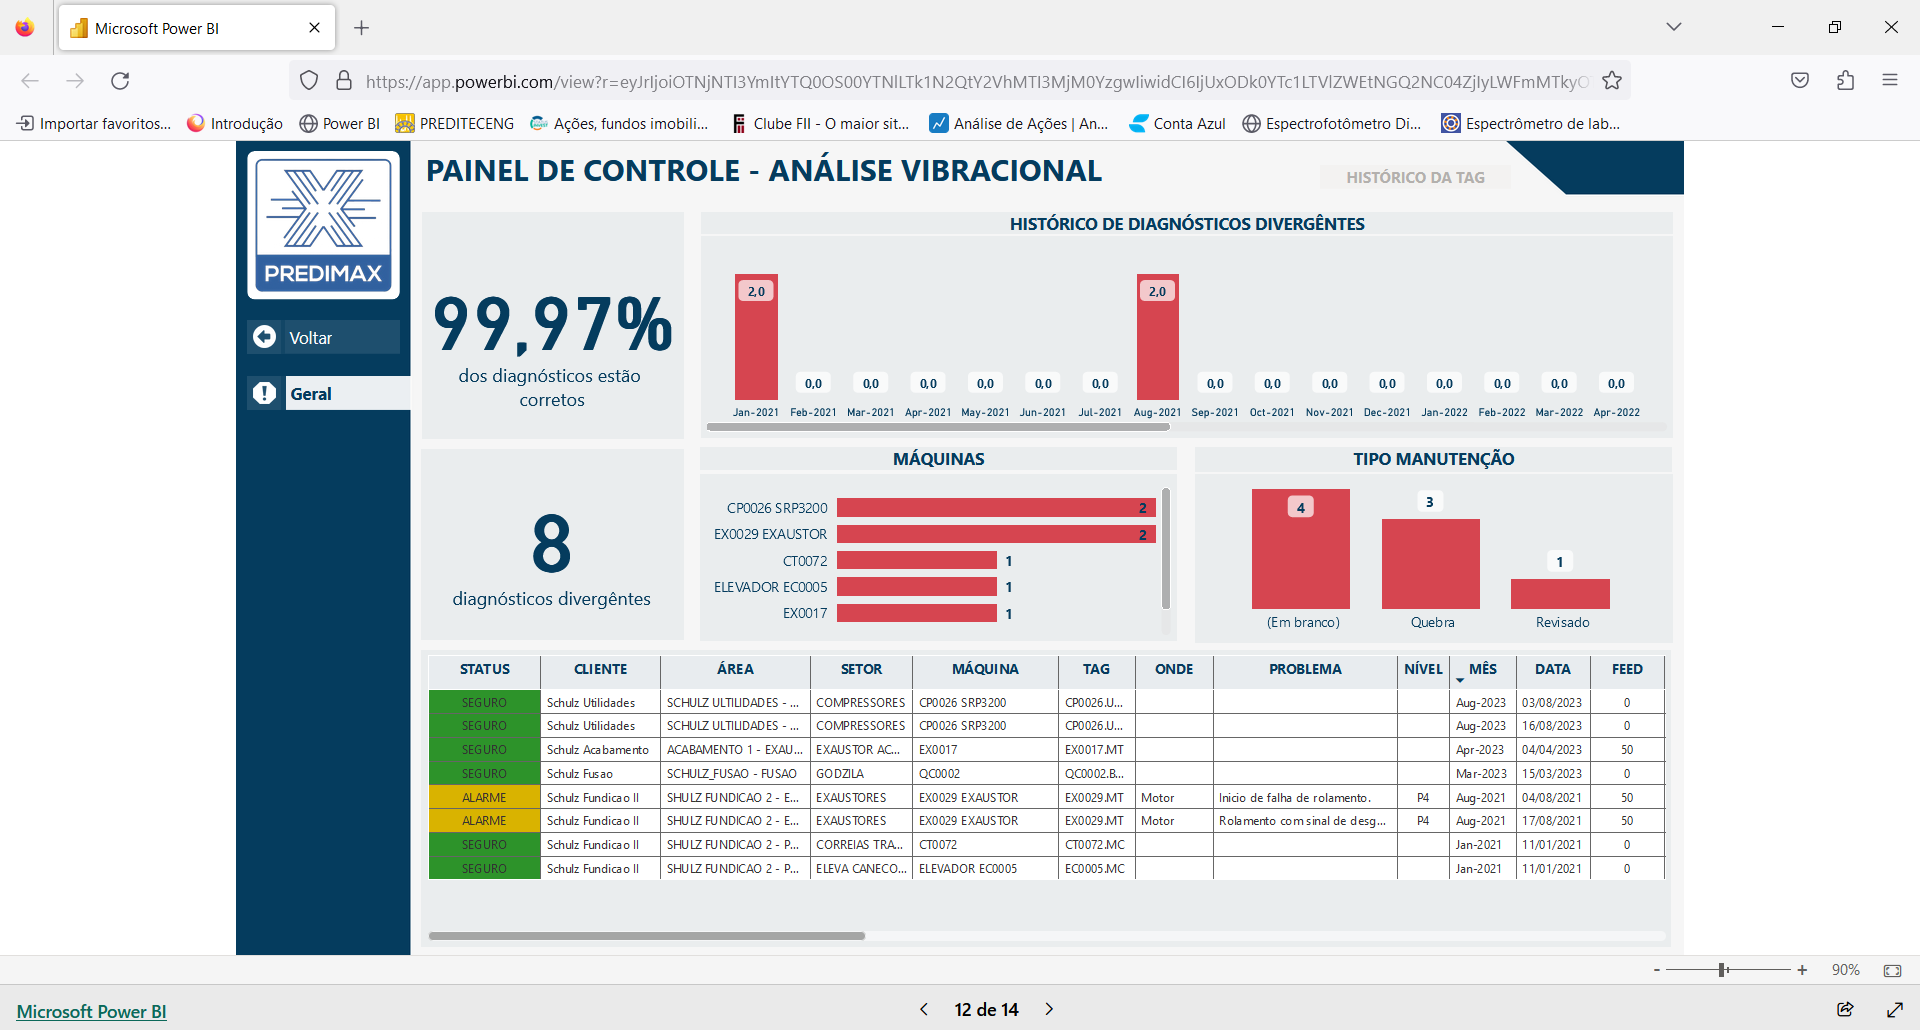 Microsoft Power BI
https://app.powerbi.com/view?r=
Importar favoritos...
Introdução
Power BI
PREDITECENG
Ações, fundos imobili...
Clube FII - O maior sit...
Análise de Ações | An...
Conta Azul
Espectrofotômetro Di...
Espectrômetro de lab...
PREDIMAX
PAINEL DE CONTROLE - ANÁLISE VIBRACIONAL
HISTÓRICO DA TAG
Voltar
Geral
99,97%
dos diagnósticos estão
corretos
HISTÓRICO DE DIAGNÓSTICOS DIVERGÊNTES
2,0 0,0 0,0 0,0 0,0 0,0 0,0 2,0 0,0 0,0 0,0 0,0 0,0 0,0 0,0 0,0
Jan-2021 Feb-2021 Mar-2021 Apr-2021 May-2021 Jun-2021 Jul-2021 Aug-2021 Sep-2021 Oct-2021 Nov-2021 Dec-2021 Jan-2022 Feb-2022 Mar-2022 Apr-2022
8
diagnósticos divergêntes
MÁQUINAS
CP0026 SRP3200 2
EX0029 EXAUSTOR 2
CT0072 1
ELEVADOR EC0005 1
EX0017 1
TIPO MANUTENÇÃO
4 3 1
(Em branco) Quebra Revisado
STATUS CLIENTE ÁREA SETOR MÁQUINA TAG ONDE PROBLEMA NÍVEL MÊS DATA FEED
SEGURO Schulz Utilidades SCHULZ ULTILIDADES - ... COMPRESSORES CP0026 SRP3200 CP0026.U... Aug-2023 03/08/2023 0
SEGURO Schulz Utilidades SCHULZ ULTILIDADES - ... COMPRESSORES CP0026 SRP3200 CP0026.U... Aug-2023 16/08/2023 0
SEGURO Schulz Acabamento ACABAMENTO 1 - EXAU... EXAUSTOR AC... EX0017 EX0017.MT Apr-2023 04/04/2023 50
SEGURO Schulz Fusao SCHULZ_FUSAO - FUSAO GODZILA QC0002 QC0002.B... Mar-2023 15/03/2023 0
ALARME Schulz Fundicao II SHULZ FUNDICAO 2 - E... EXAUSTORES EX0029 EXAUSTOR EX0029.MT Motor Inicio de falha de rolamento. P4 Aug-2021 04/08/2021 50
ALARME Schulz Fundicao II SHULZ FUNDICAO 2 - E... EXAUSTORES EX0029 EXAUSTOR EX0029.MT Motor Rolamento com sinal de desg... P4 Aug-2021 17/08/2021 50
SEGURO Schulz Fundicao II SHULZ FUNDICAO 2 - P... CORREIAS TRA... CT0072 CT0072.MC Jan-2021 11/01/2021 0
SEGURO Schulz Fundicao II SHULZ FUNDICAO 2 - P... ELEVA CANECO... ELEVADOR EC0005 EC0005.MC Jan-2021 11/01/2021 0
- + 90%
Microsoft Power BI
12 de 14